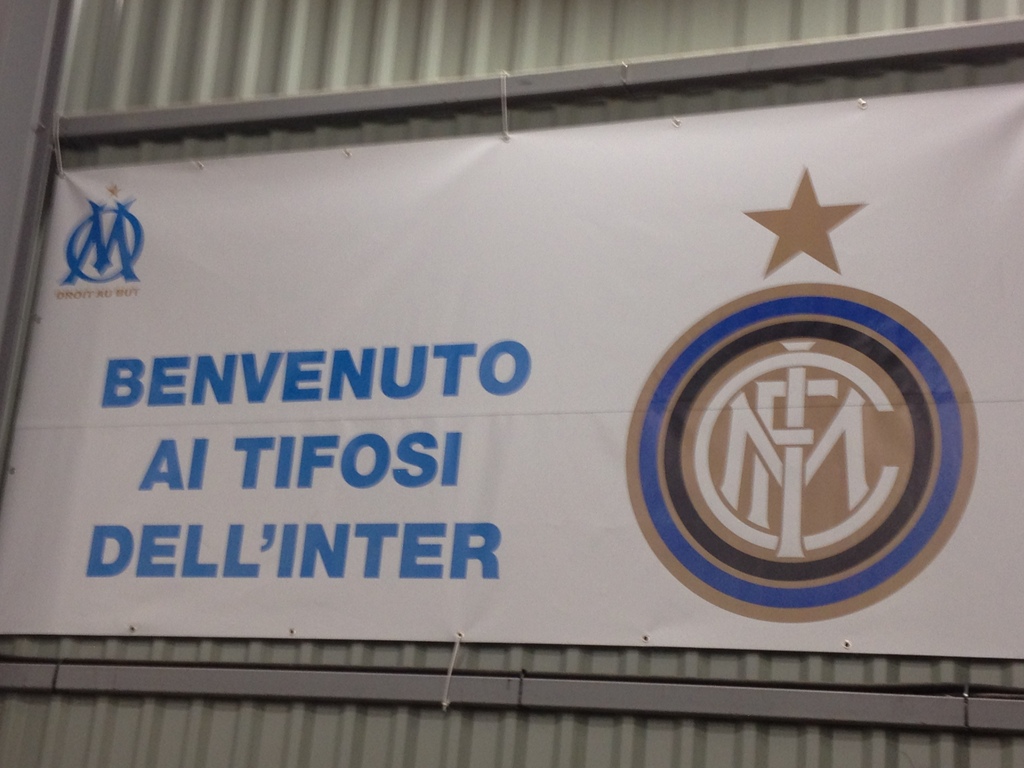 DROIT AU BUT
BENVENUTO
AI TIFOSI
DELL'INTER